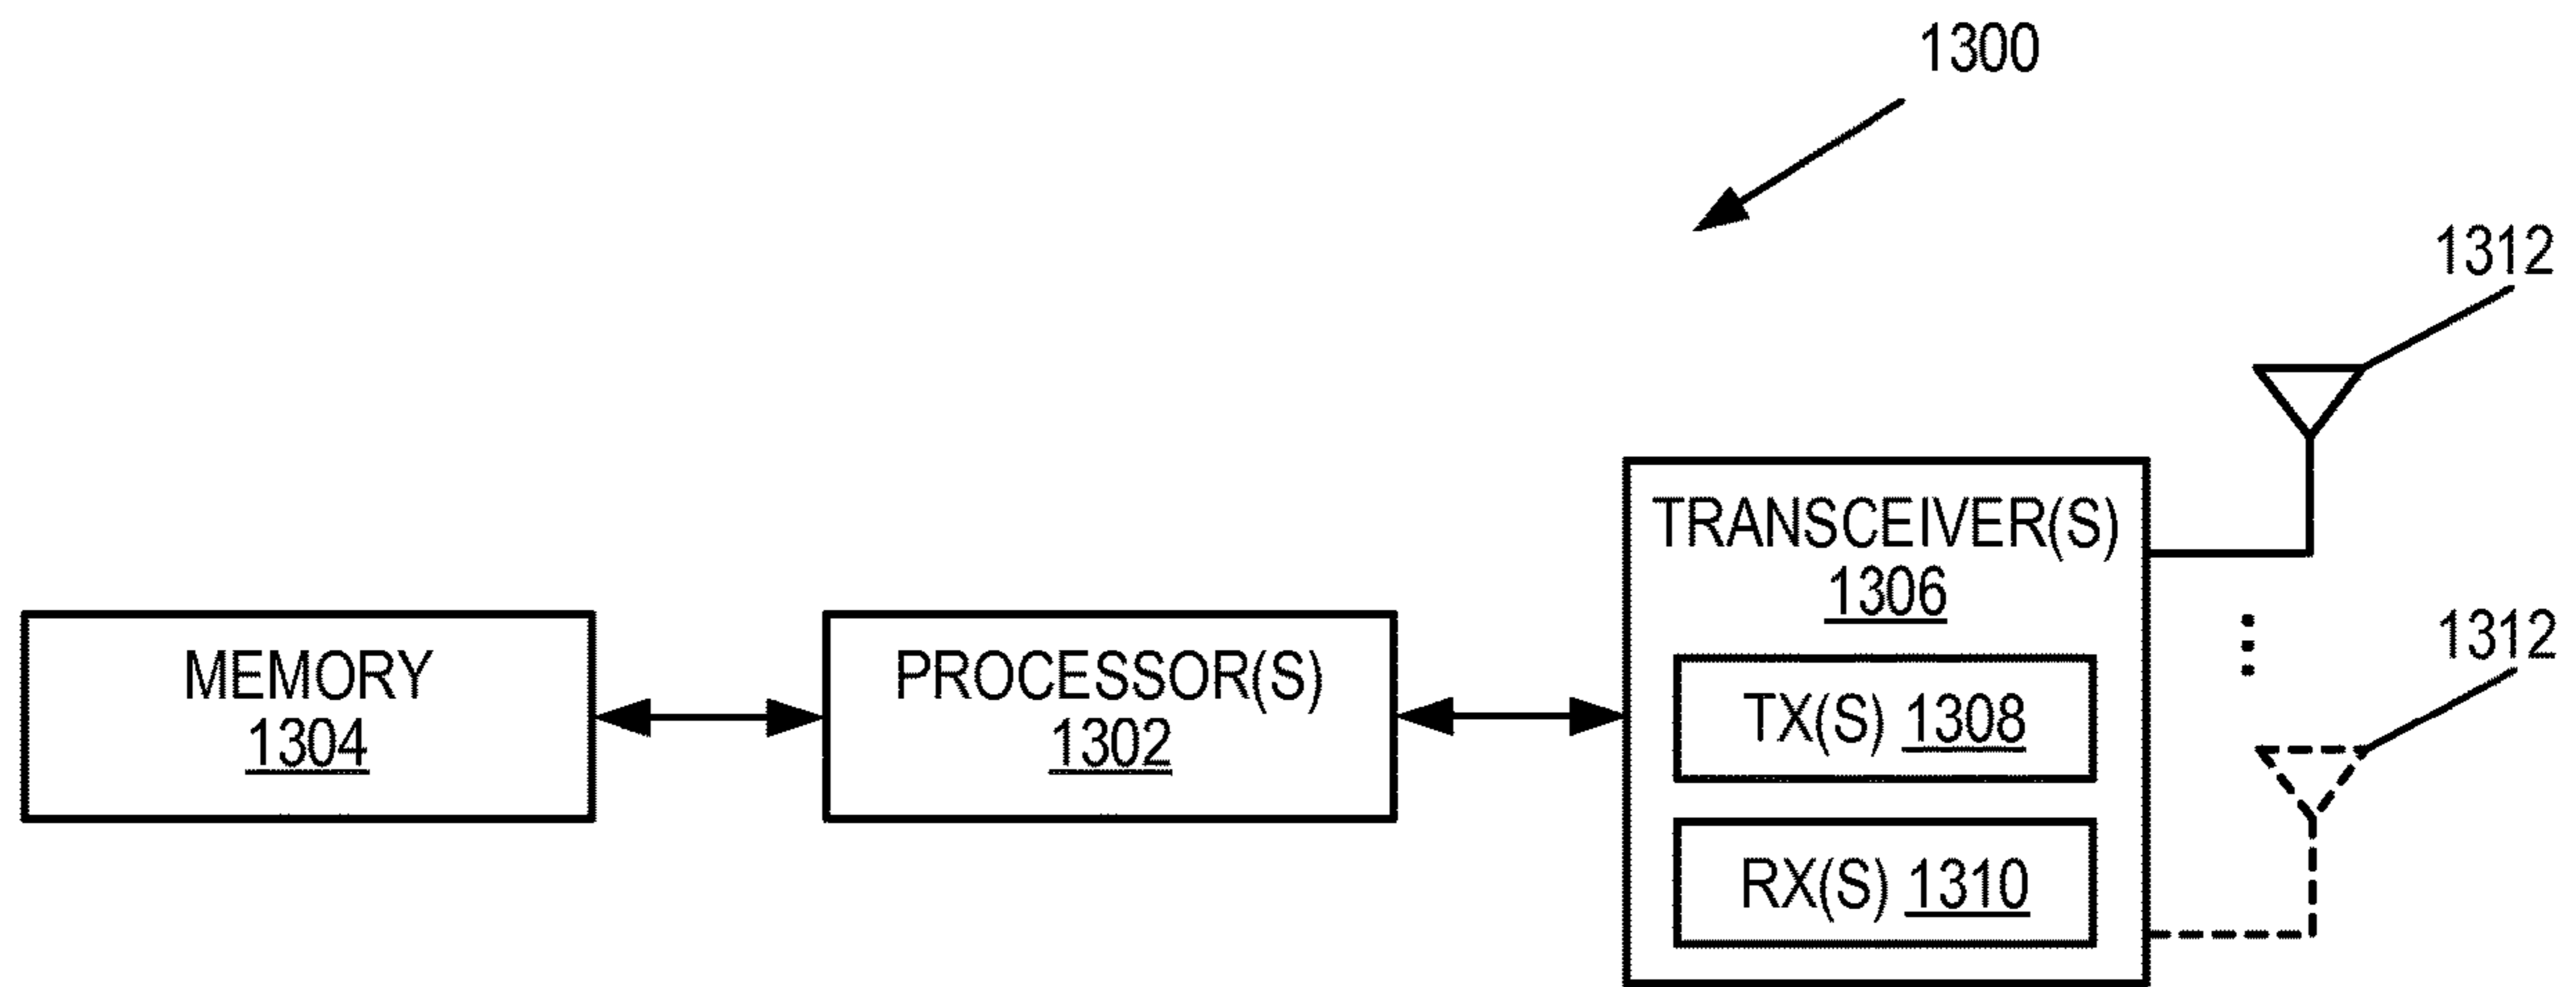 1300
1312
TRANSCEIVER(S)
1306
1312
MEMORY
1304
PROCESSOR(S)
1302
TX(S) 1308
RX(S) 1310